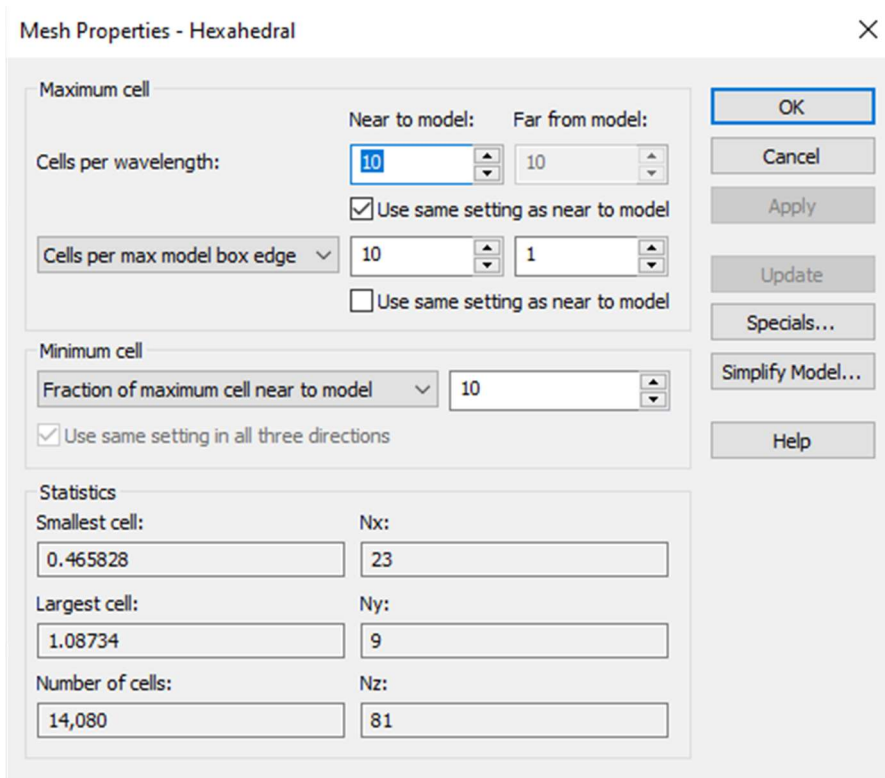 Mesh Properties - Hexahedral
Maximum cell
Near to model: Far from model:
Cells per wavelength: 10 10
Use same setting as near to model
Cells per max model box edge 10 1
Use same setting as near to model
Minimum cell
Fraction of maximum cell near to model 10
Use same setting in all three directions
Statistics
Smallest cell: Nx:
0.465828 23
Largest cell: Ny:
1.08734 9
Number of cells: Nz:
14,080 81
OK
Cancel
Apply
Update
Specials...
Simplify Model...
Help